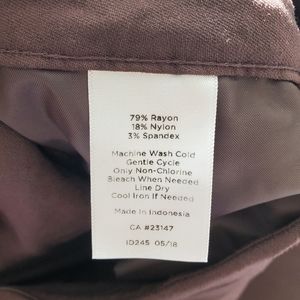 79% Rayon
18% Nylon
3% Spandex
Machine Wash Cold
Gentle Cycle
Only Non-Chlorine
Bleach When Needed
Line Dry
Cool Iron If Needed
Made In Indonesia
CA #23147
ID245 05/18